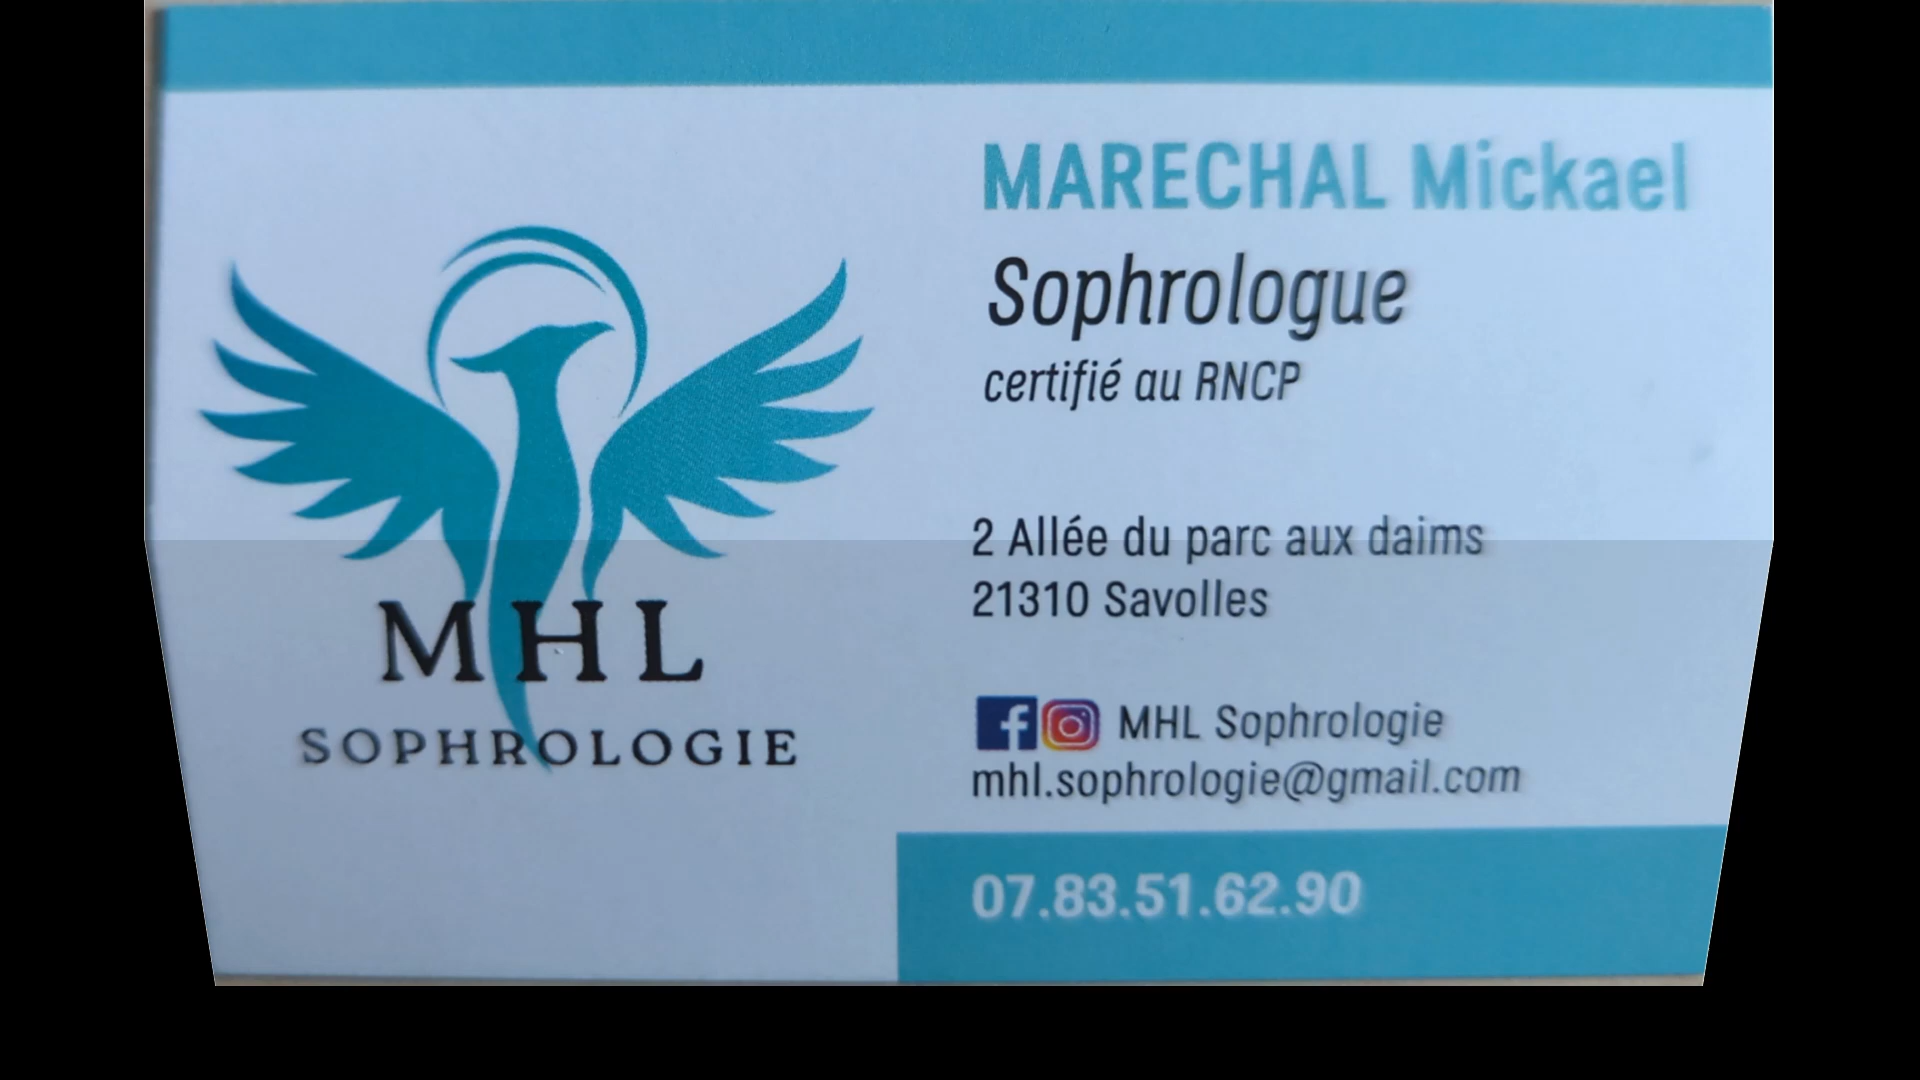 MARECHAL Mickael
Sophrologue
certifié au RNCP
2 Allée du parc aux daims
21310 Savolles
MHL
SOPHROLOGIE
MHL Sophrologie
mhl.sophrologie@gmail.com
07.83.51.62.90